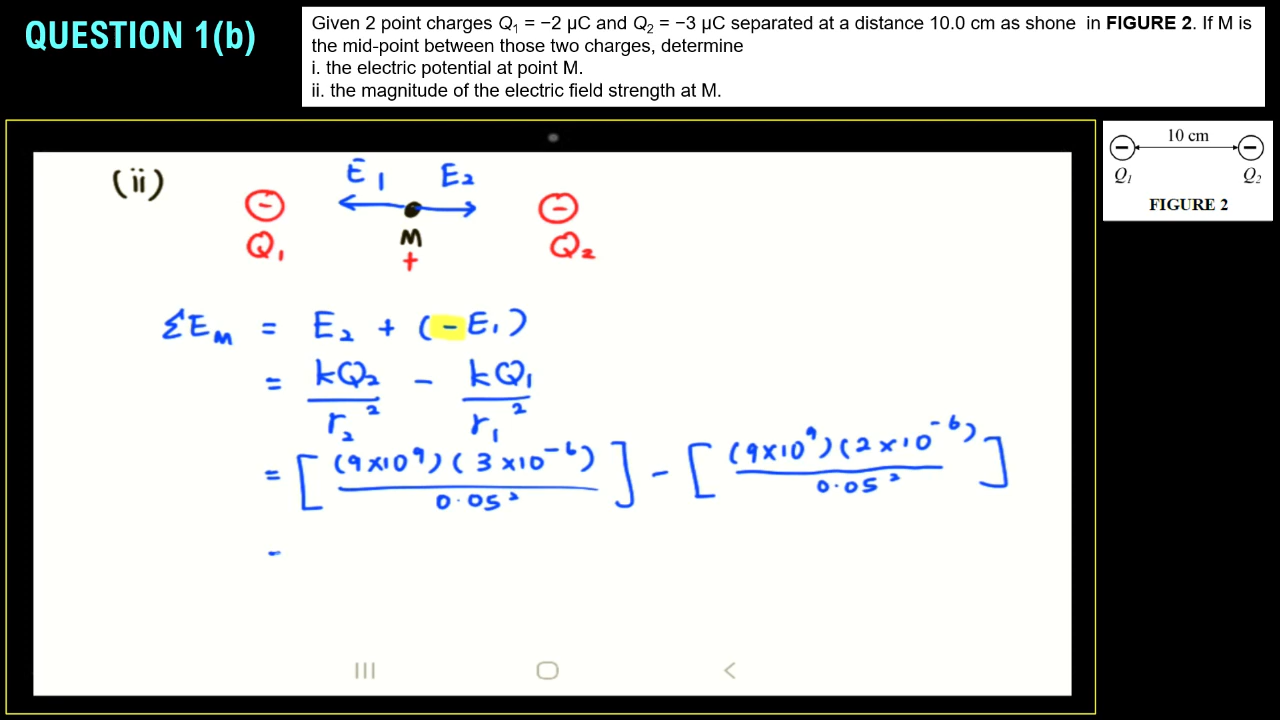 QUESTION 1(b)
Given 2 point charges Q₁ = −2 μC and Q₂ = −3 μC separated at a distance 10.0 cm as shone in FIGURE 2. If M is
the mid-point between those two charges, determine
i. the electric potential at point M.
ii. the magnitude of the electric field strength at M.
10 cm
Q₁ Q₂
FIGURE 2
(ii)
E₁ E₂
− −
Q₁ M Q₂
+
ΣE_M = E₂ + (−E₁)
= kQ₂/r₂² − kQ₁/r₁²
= [(9×10⁹)(3×10⁻⁶)/0.05²] − [(9×10⁹)(2×10⁻⁶)/0.05²]
-